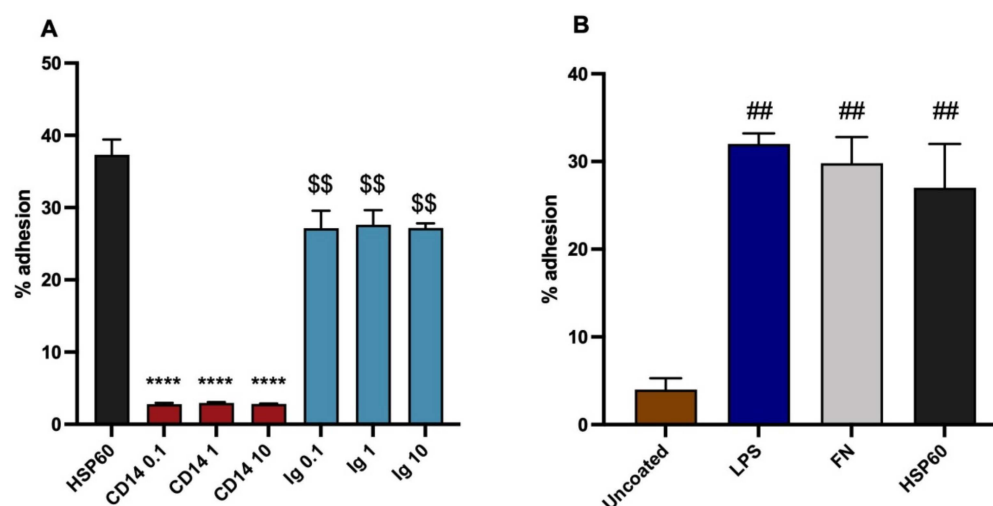 A
% adhesion
50
40
30
20
10
0
**** **** ****
$$ $$ $$
HSP60
CD14 0.1
CD14 1
CD14 10
Ig 0.1
Ig 1
Ig 10
B
% adhesion
40
30
20
10
0
## ## ##
Uncoated
LPS
FN
HSP60